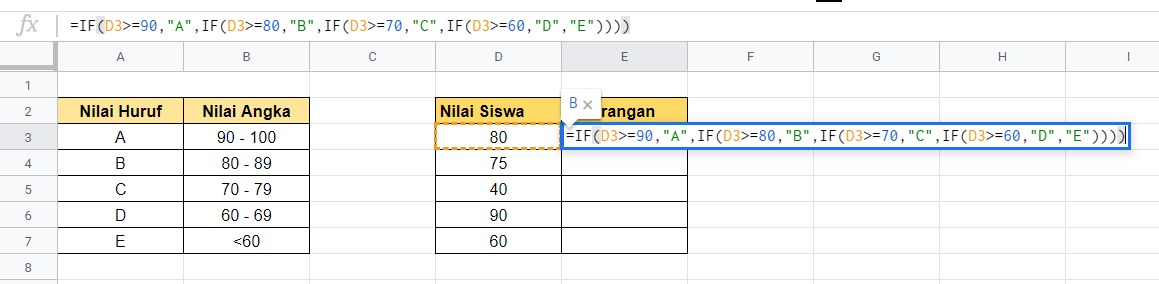 fx =IF(D3>=90,"A",IF(D3>=80,"B",IF(D3>=70,"C",IF(D3>=60,"D","E"))))
A B C D E F G H I
1
2 Nilai Huruf Nilai Angka Nilai Siswa B × rangan
3 A 90 - 100 80 =IF(D3>=90,"A",IF(D3>=80,"B",IF(D3>=70,"C",IF(D3>=60,"D","E"))))
4 B 80 - 89 75
5 C 70 - 79 40
6 D 60 - 69 90
7 E <60 60
8